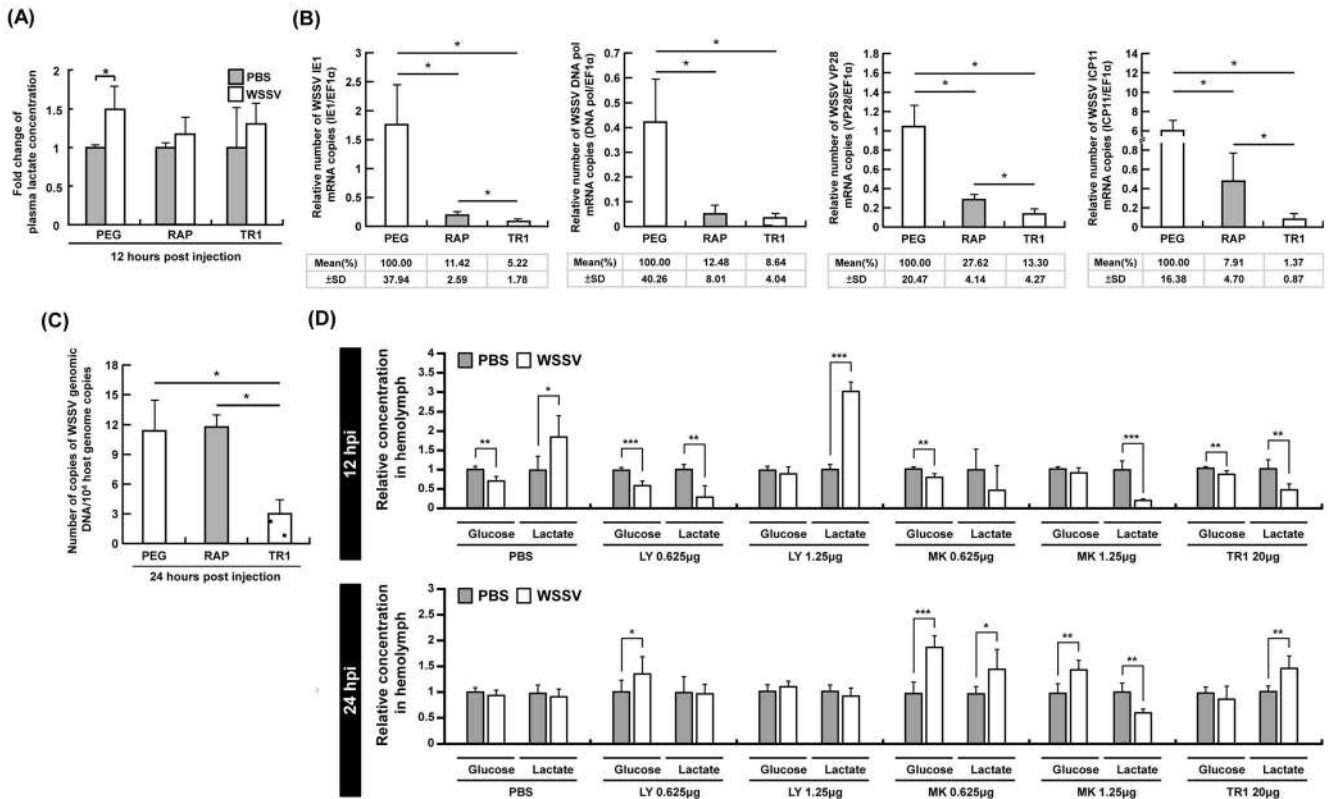 (A)
Fold change of
plasma lactate concentration
2
1.5
1
0.5
0
PBS
WSSV
*
PEG RAP TR1
12 hours post injection
(B)
Relative number of WSSV IE1
mRNA copies (IE1/EF1α)
3
2.5
2
1.5
1
0.5
0
*
*
*
PEG RAP TR1
Mean(%) 100.00 11.42 5.22
±SD 37.94 2.59 1.78
Relative number of WSSV DNA pol
mRNA copies (DNA pol/EF1α)
0.7
0.6
0.5
0.4
0.3
0.2
0.1
0.0
*
*
PEG RAP TR1
Mean(%) 100.00 12.48 8.64
±SD 40.26 8.01 4.04
Relative number of WSSV VP28
mRNA copies (VP28/EF1α)
1.8
1.6
1.4
1.2
1.0
0.8
0.6
0.4
0.2
*
*
*
PEG RAP TR1
Mean(%) 100.00 27.62 13.30
±SD 20.47 4.14 4.27
Relative number of WSSV ICP11
mRNA copies (ICP11/EF1α)
14
12
10
8
6
0.8
0.6
0.4
0.2
0
*
*
*
PEG RAP TR1
Mean(%) 100.00 7.91 1.37
±SD 16.38 4.70 0.87
(C)
Number of copies of WSSV genomic
DNA/10⁴ host genome copies
18
15
12
9
6
3
0
*
*
PEG RAP TR1
24 hours post injection
(D)
12 hpi
Relative concentration
in hemolymph
4
3.5
3
2.5
2
1.5
1
0.5
0
PBS WSSV
** * *** ** *** ** *** ** **
Glucose Lactate Glucose Lactate Glucose Lactate Glucose Lactate Glucose Lactate Glucose Lactate
PBS LY 0.625µg LY 1.25µg MK 0.625µg MK 1.25µg TR1 20µg
24 hpi
Relative concentration
in hemolymph
3
2.5
2
1.5
1
0.5
0
PBS WSSV
* *** * ** ** **
Glucose Lactate Glucose Lactate Glucose Lactate Glucose Lactate Glucose Lactate Glucose Lactate
PBS LY 0.625µg LY 1.25µg MK 0.625µg MK 1.25µg TR1 20µg